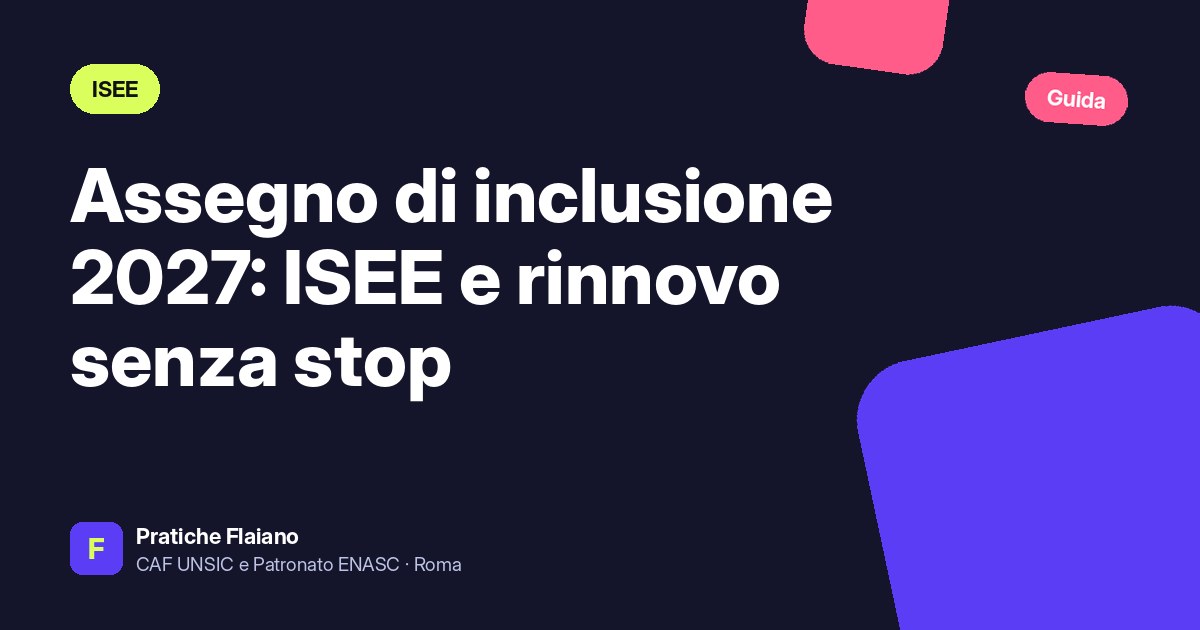 ISEE
Guida
Assegno di inclusione
2027: ISEE e rinnovo
senza stop
F
Pratiche Flaiano
CAF UNSIC e Patronato ENASC · Roma